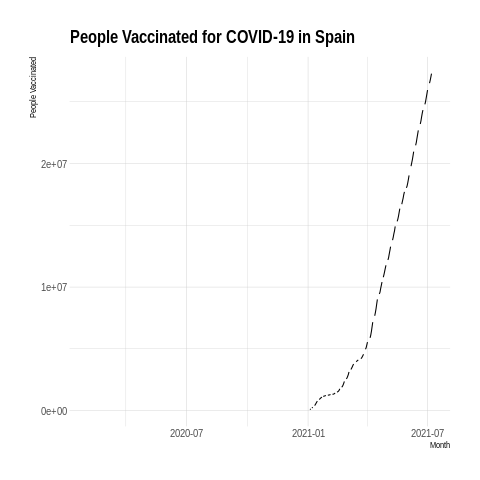 People Vaccinated for COVID-19 in Spain
People Vaccinated
2e+07
1e+07
0e+00
2020-07 2021-01 2021-07
Month